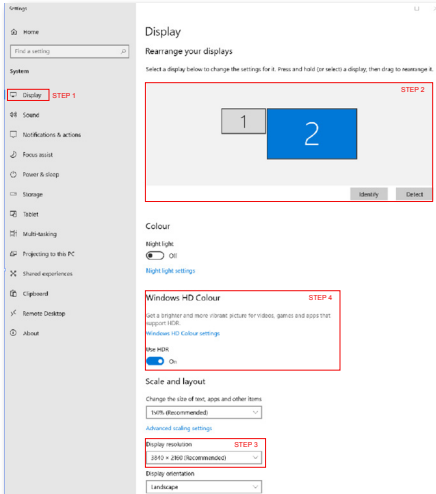 Settings
Home
Find a setting
System
Display STEP 1
Sound
Notifications & actions
Focus assist
Power & sleep
Storage
Tablet
Multi-tasking
Projecting to this PC
Shared experiences
Clipboard
Remote Desktop
About
Display
Rearrange your displays
Select a display below to change the settings for it. Press and hold (or select) a display, then drag to rearrange it.
STEP 2
1
2
Identify Detect
Colour
Night light
Off
Night light settings
Windows HD Colour STEP 4
Get a brighter and more vibrant picture for videos, games and apps that
support HDR.
Windows HD Colour settings
Use HDR
On
Scale and layout
Change the size of text, apps and other items
150% (Recommended)
Advanced scaling settings
Display resolution STEP 3
3840 × 2160 (Recommended)
Display orientation
Landscape